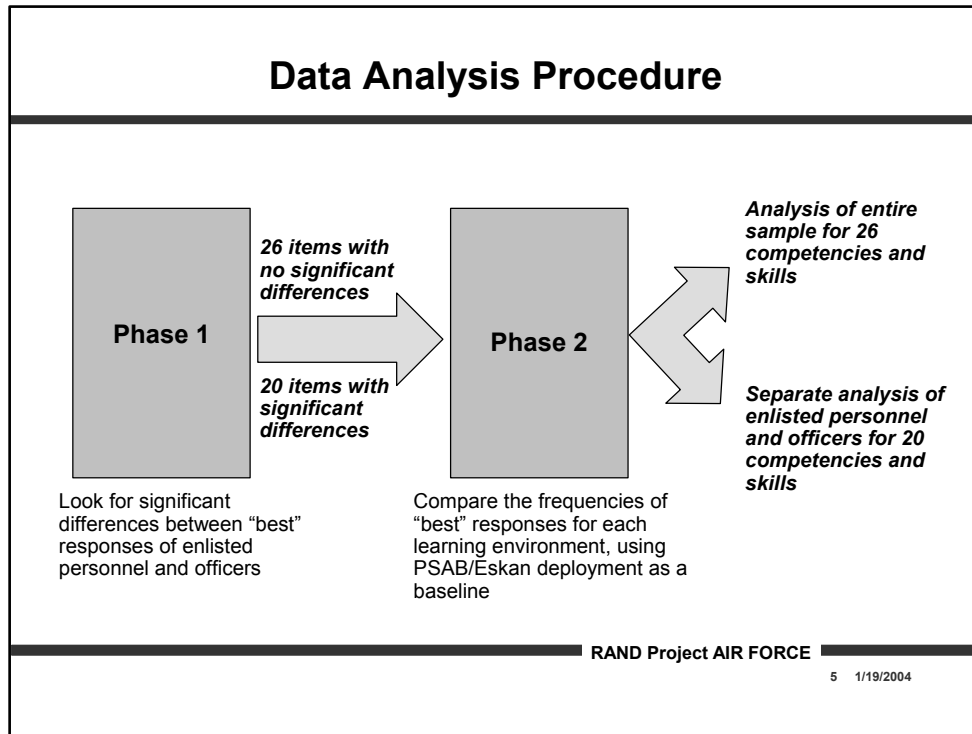 Data Analysis Procedure
Phase 1
26 items with
no significant
differences
20 items with
significant
differences
Look for significant
differences between “best”
responses of enlisted
personnel and officers
Phase 2
Compare the frequencies of
“best” responses for each
learning environment, using
PSAB/Eskan deployment as a
baseline
Analysis of entire
sample for 26
competencies and
skills
Separate analysis of
enlisted personnel
and officers for 20
competencies and
skills
RAND Project AIR FORCE
5 1/19/2004